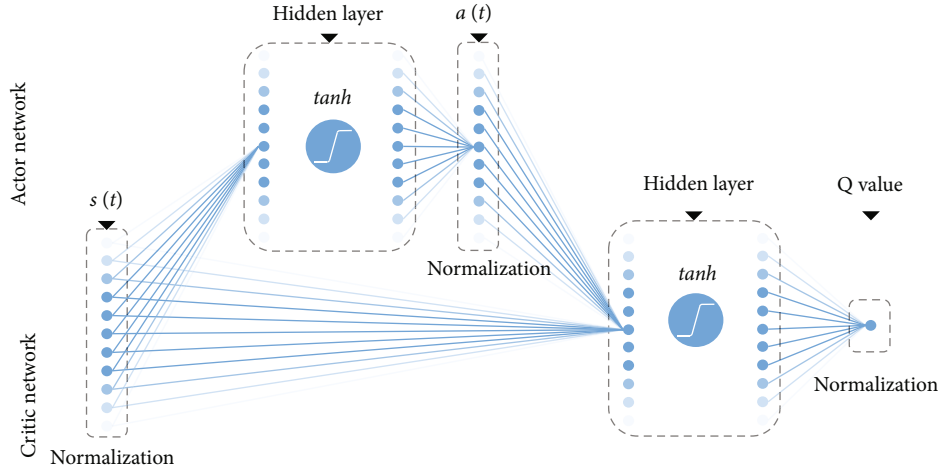 Hidden layer
a (t)
Actor network
tanh
s (t)
Hidden layer
Q value
Normalization
tanh
Critic network
Normalization
Normalization